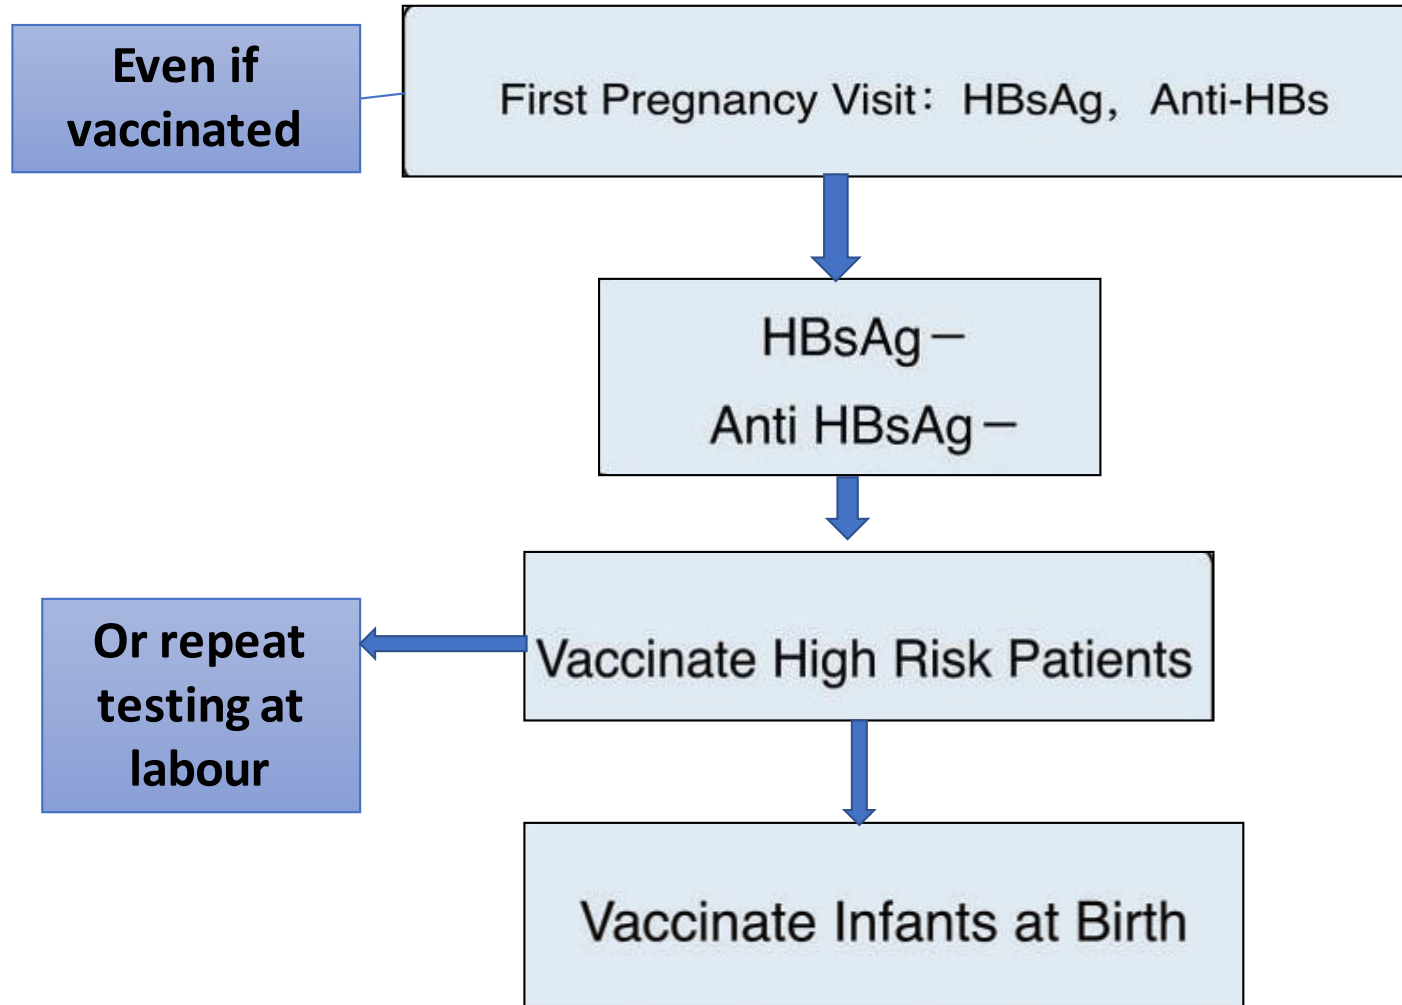 Even if
vaccinated
First Pregnancy Visit: HBsAg, Anti-HBs
HBsAg –
Anti HBsAg –
Vaccinate High Risk Patients
Or repeat
testing at
labour
Vaccinate Infants at Birth